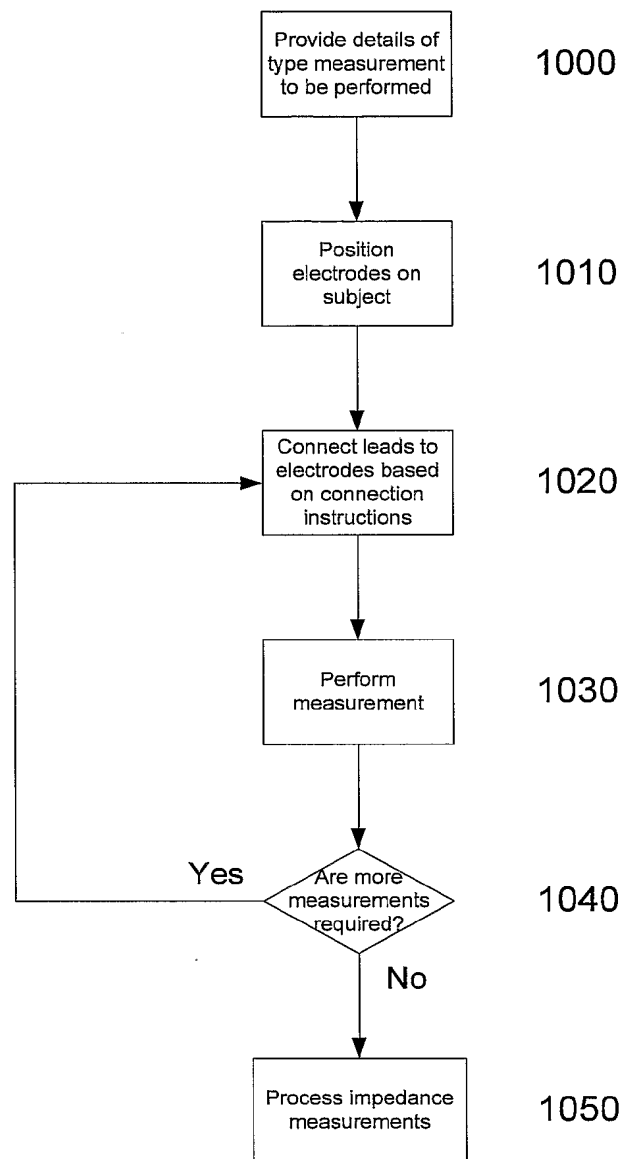 Provide details of
type measurement
to be performed
1000
Position
electrodes on
subject
1010
Connect leads to
electrodes based
on connection
instructions
1020
Perform
measurement
1030
Yes
Are more
measurements
required?
1040
No
Process impedance
measurements
1050